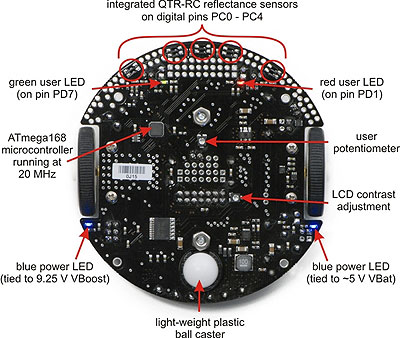 integrated QTR-RC reflectance sensors
on digital pins PC0 - PC4
green user LED
(on pin PD7)
red user LED
(on pin PD1)
ATmega168
microcontroller
running at
20 MHz
user
potentiometer
0J15
LCD contrast
adjustment
blue power LED
(tied to 9.25 V VBoost)
blue power LED
(tied to ~5 V VBat)
light-weight plastic
ball caster